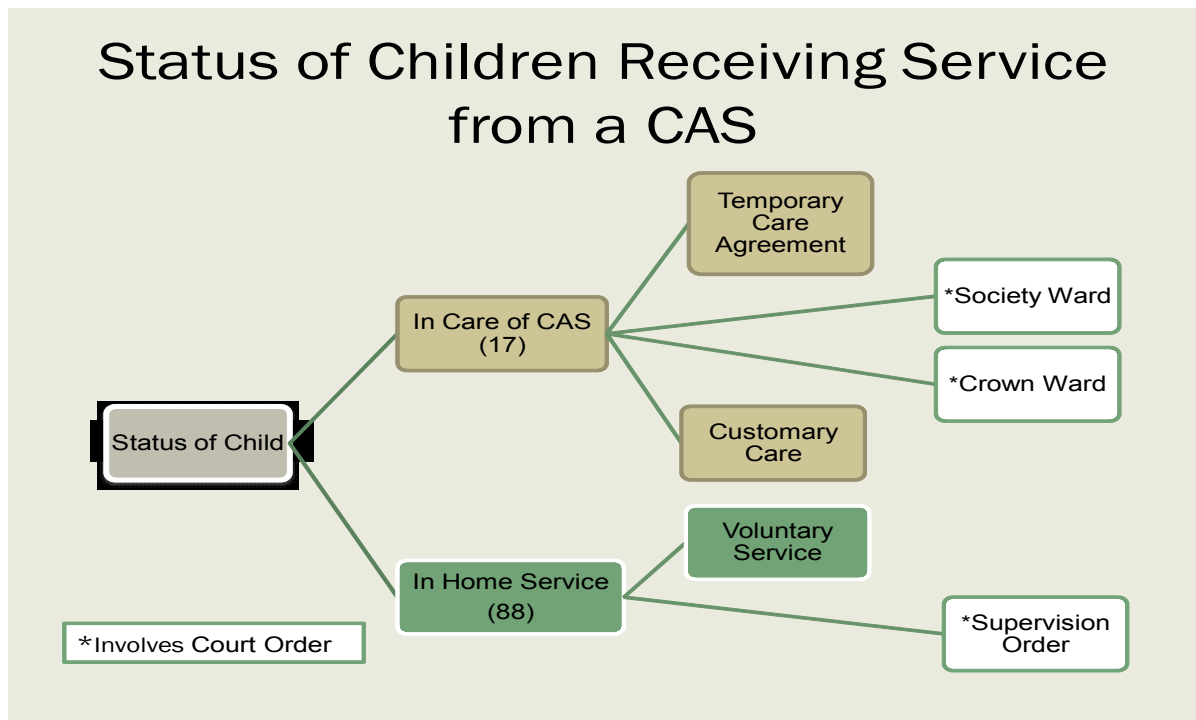 Status of Children Receiving Service
from a CAS
Temporary
Care
Agreement
*Society Ward
In Care of CAS
(17)
*Crown Ward
Status of Child
Customary
Care
Voluntary
Service
In Home Service
(88)
*Supervision
Order
*Involves Court Order